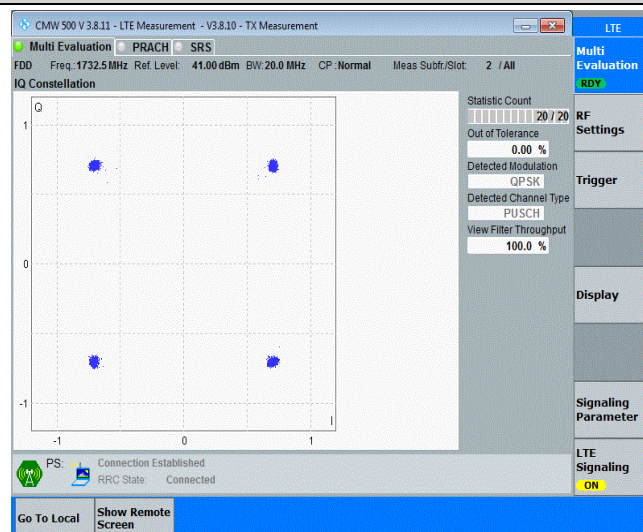 CMW 500 V 3.8.11 - LTE Measurement - V3.8.10 - TX Measurement
LTE
Multi Evaluation PRACH SRS
Multi
Evaluation
RDY
FDD Freq.:1732.5 MHz Ref. Level: 41.00 dBm BW:20.0 MHz CP :Normal Meas Subfr./Slot: 2 / All
IQ Constellation
Q
1
0
-1
I
-1 0 1
Statistic Count
20 / 20
Out of Tolerance
0.00 %
Detected Modulation
QPSK
Detected Channel Type
PUSCH
View Filter Throughput
100.0 %
RF
Settings
Trigger
Display
Signaling
Parameter
LTE
Signaling
ON
PS: Connection Established
RRC State: Connected
Go To Local
Show Remote
Screen